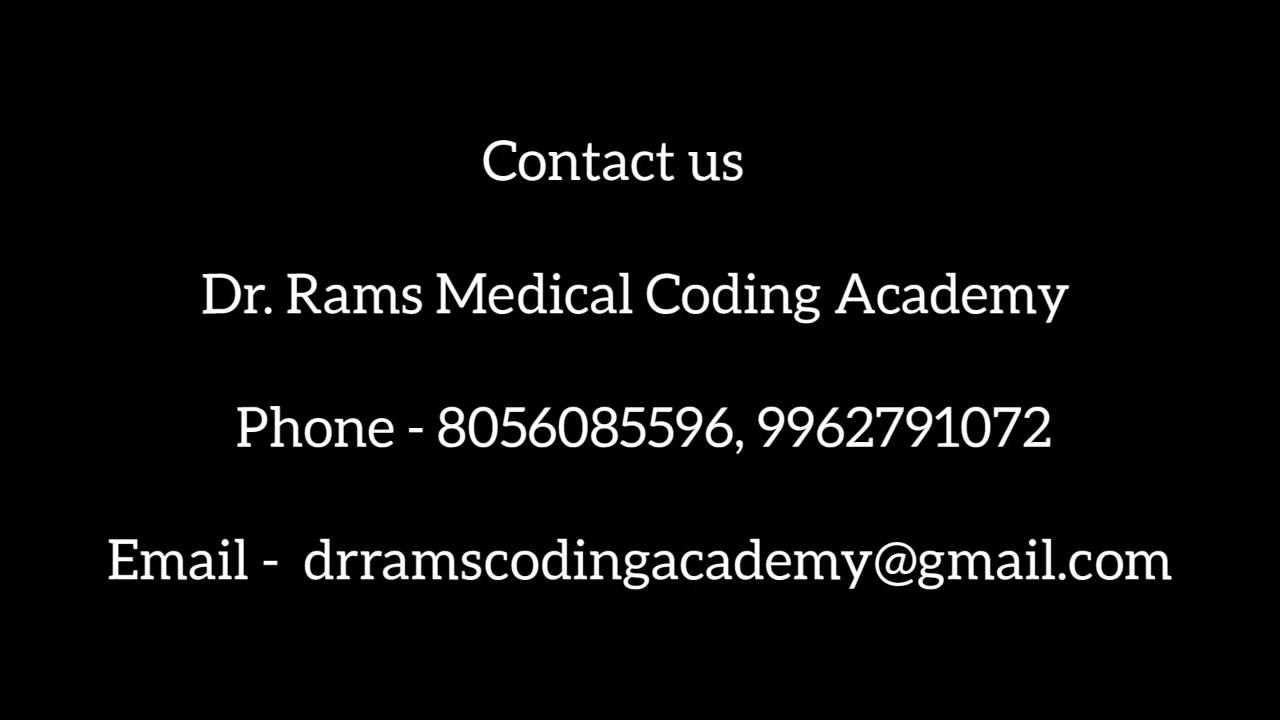 Contact us
Dr. Rams Medical Coding Academy
Phone - 8056085596, 9962791072
Email -  drramscodingacademy@gmail.com